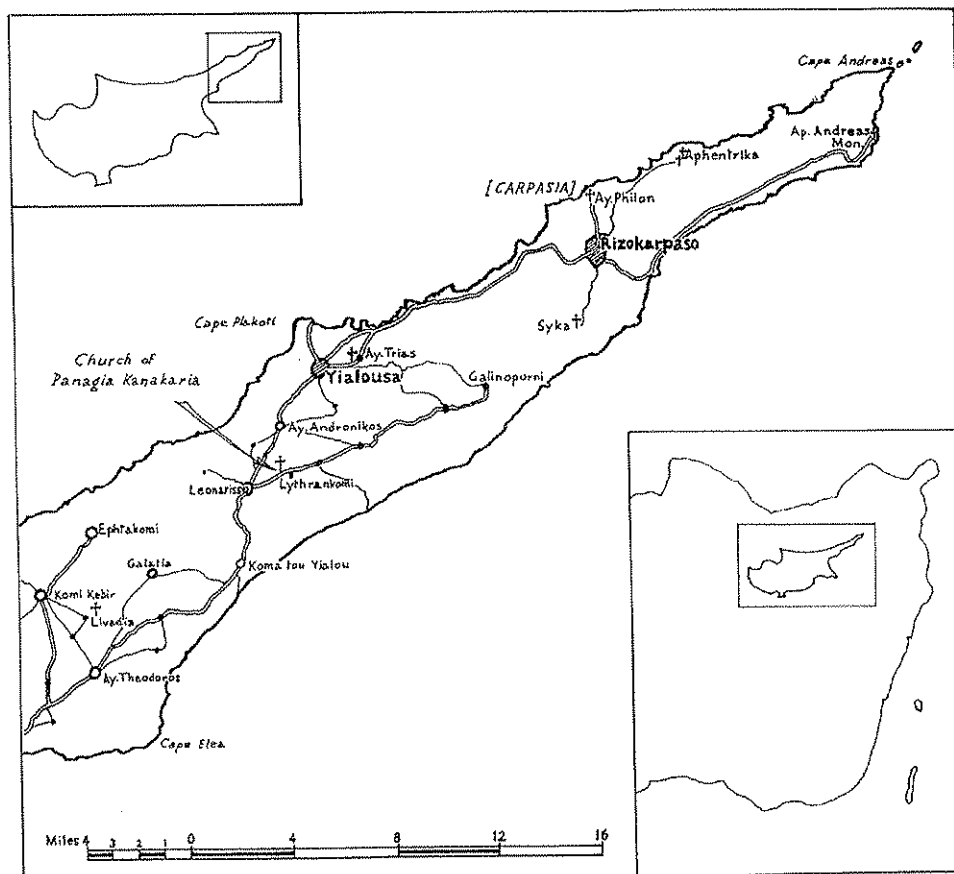 Cape Andreas
Ap. Andreas
Mon.
Aphentrika
[CARPASIA]
Ay. Philon
Rizokarpaso
Syka
Cape Plakoti
Church of
Panagia Kanakaria
Ay. Trias
Yialousa
Galinopurni
Ay. Andronikos
Leonarisso
Lythrankomi
Ephtakomi
Galatia
Koma tou Yialou
Komi Kebir
Livadia
Ay. Theodoros
Cape Elea
Miles 4 3 2 1 0 4 8 12 16